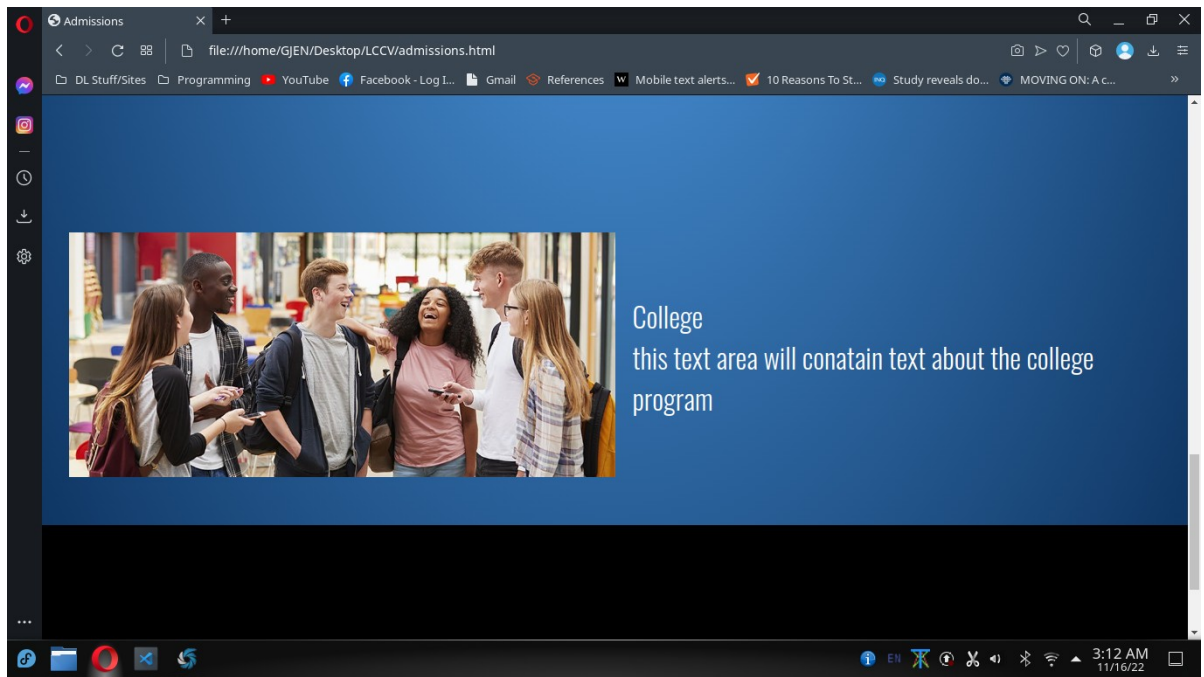 Admissions
file:///home/GJEN/Desktop/LCCV/admissions.html
DL Stuff/Sites Programming YouTube Facebook - Log I... Gmail References Mobile text alerts... 10 Reasons To St... Study reveals do... MOVING ON: A c...
College
this text area will conatain text about the college
program
EN 3:12 AM
11/16/22